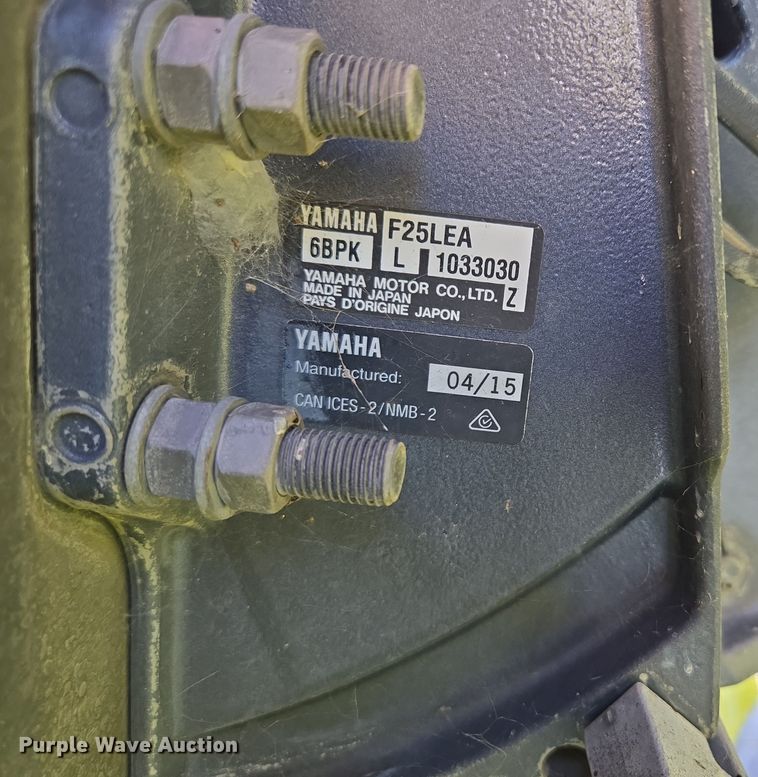 YAMAHA F25LEA
6BPK L 1033030
YAMAHA MOTOR CO.,LTD.
MADE IN JAPAN Z
PAYS D'ORIGINE JAPON
YAMAHA
Manufactured: 04/15
CAN ICES-2/NMB-2
Purple Wave Auction